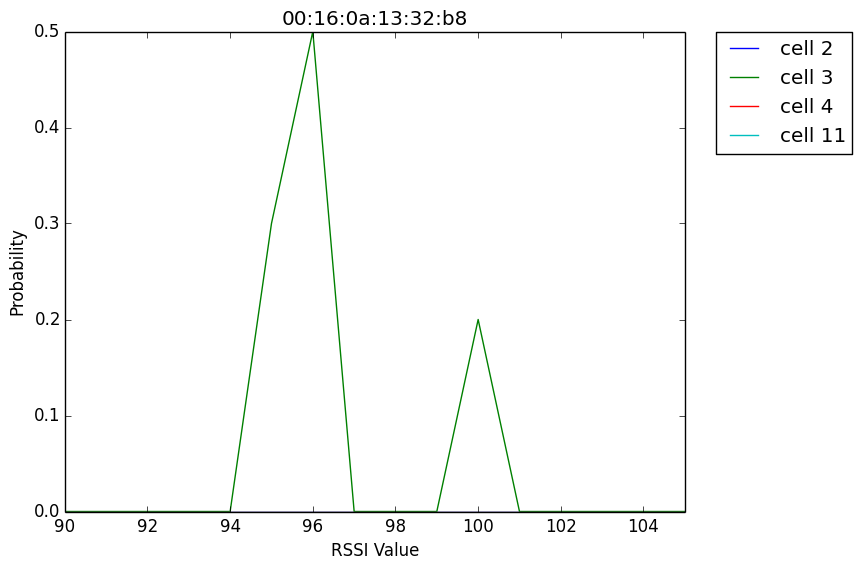 00:16:0a:13:32:b8
0.5
0.4
0.3
0.2
0.1
0.0
Probability
90 92 94 96 98 100 102 104
RSSI Value
cell 2
cell 3
cell 4
cell 11